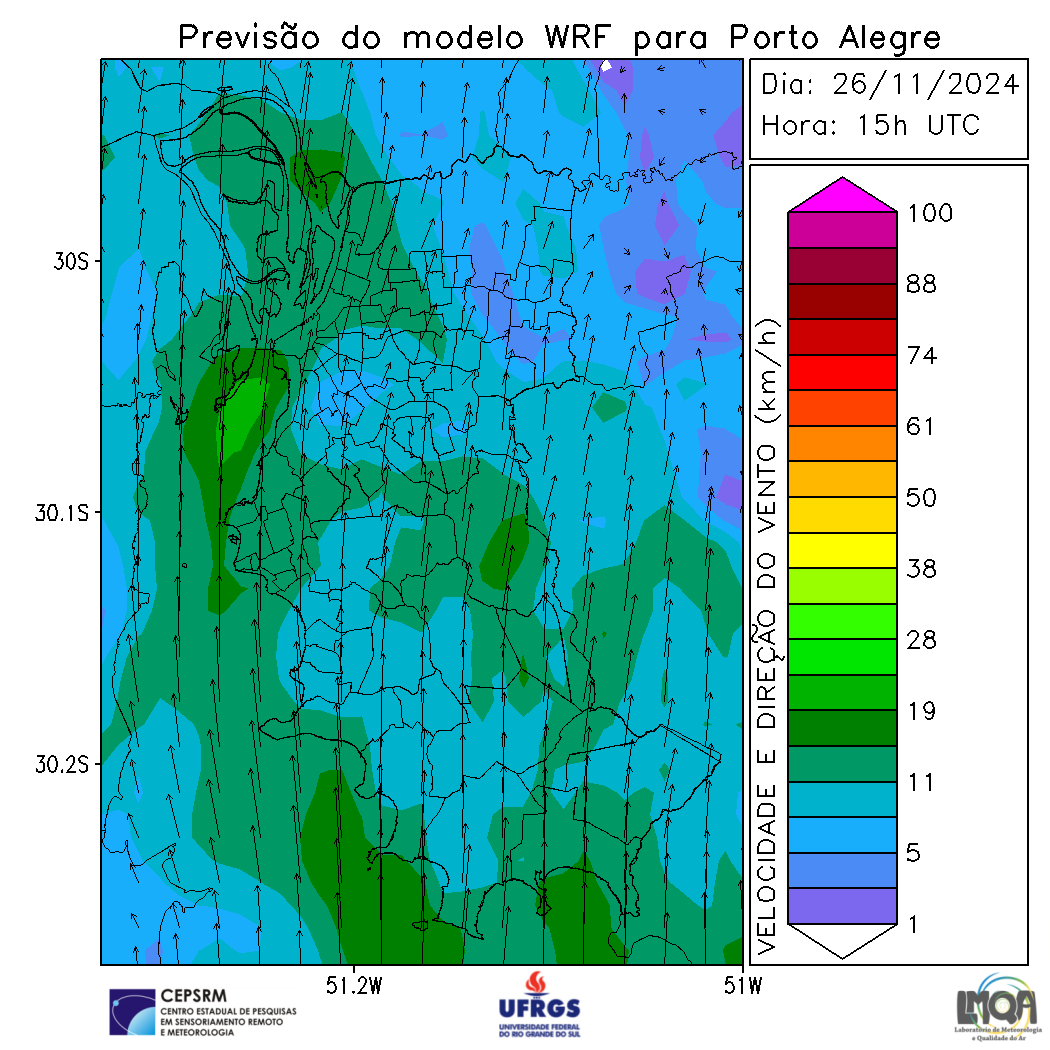 Previsão do modelo WRF para Porto Alegre
Dia: 26/11/2024
Hora: 15h UTC
30S
30.1S
30.2S
51.2W
51W
VELOCIDADE E DIREÇÃO DO VENTO (km/h)
100
88
74
61
50
38
28
19
11
5
1
CEPSRM
CENTRO ESTADUAL DE PESQUISAS
EM SENSORIAMENTO REMOTO
E METEOROLOGIA
UFRGS
UNIVERSIDADE FEDERAL
DO RIO GRANDE DO SUL
LMQA
Laboratório de Meteorologia
e Qualidade do Ar